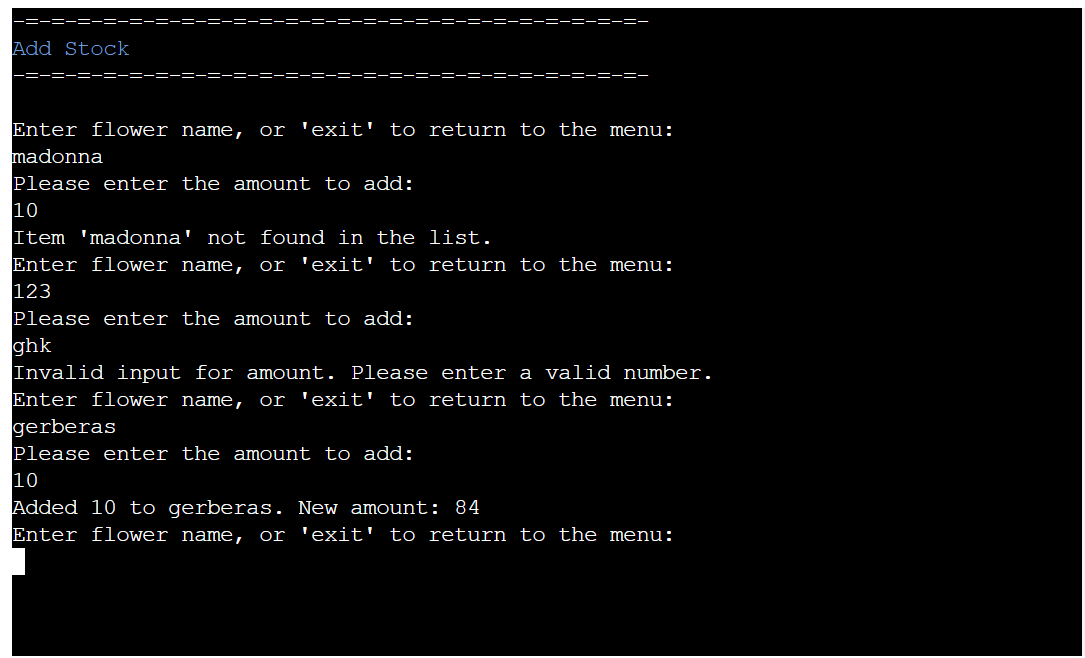 -=-=-=-=-=-=-=-=-=-=-=-=-=-=-=-=-=-=-=-=-=-=-=-=-
Add Stock
-=-=-=-=-=-=-=-=-=-=-=-=-=-=-=-=-=-=-=-=-=-=-=-=-
Enter flower name, or 'exit' to return to the menu:
madonna
Please enter the amount to add:
10
Item 'madonna' not found in the list.
Enter flower name, or 'exit' to return to the menu:
123
Please enter the amount to add:
ghk
Invalid input for amount. Please enter a valid number.
Enter flower name, or 'exit' to return to the menu:
gerberas
Please enter the amount to add:
10
Added 10 to gerberas. New amount: 84
Enter flower name, or 'exit' to return to the menu: